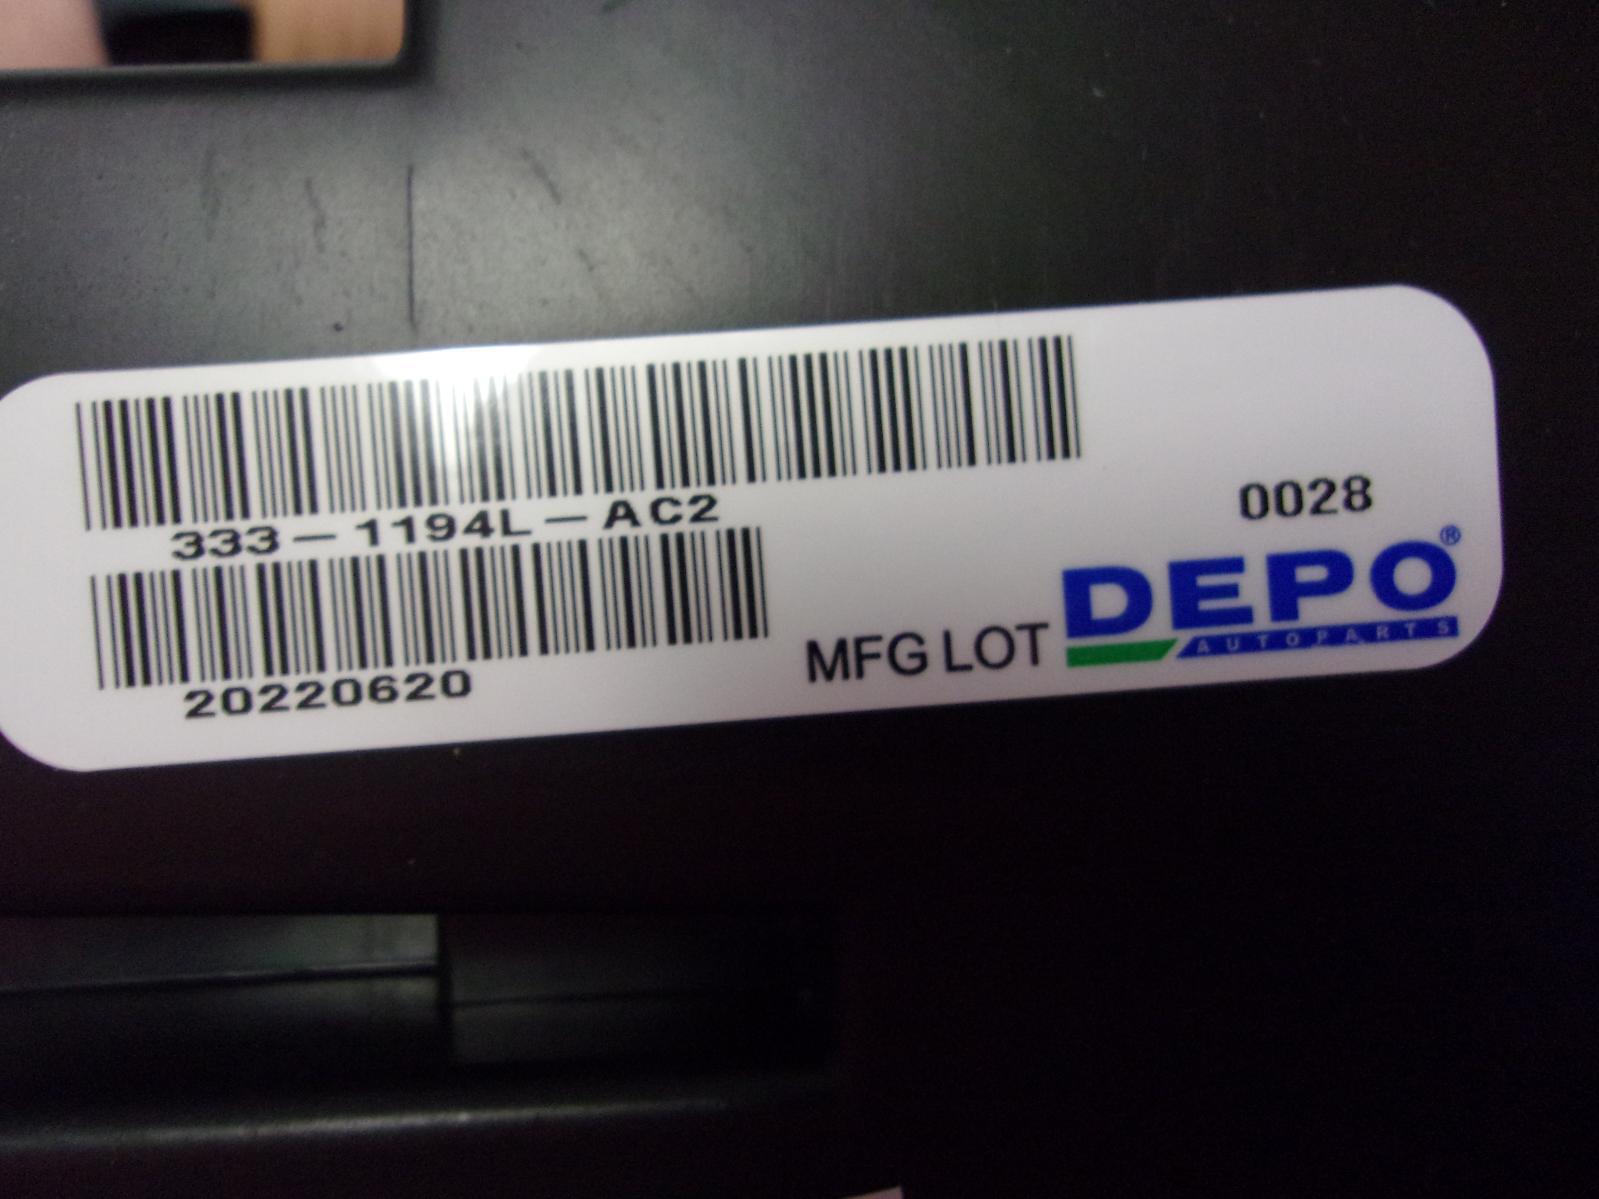 333-1194L-AC2
0028
20220620
MFG LOT
DEPO®
AUTOPARTS